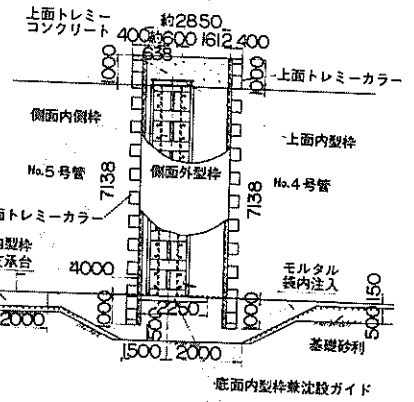 上面トレミー
コンクリート
約2850
400
約600
1612
400
638
1000
1000
上面トレミーカラー
側面内側枠
上面内型枠
No.5号管
側面外型枠
No.4号管
7138
7138
面トレミーカラー
型枠
承台
4000
モルタル
袋内注入
2000
1000
500
2250
1000
150
500
1500
2000
基礎砂利
底面内型枠兼沈設ガイド